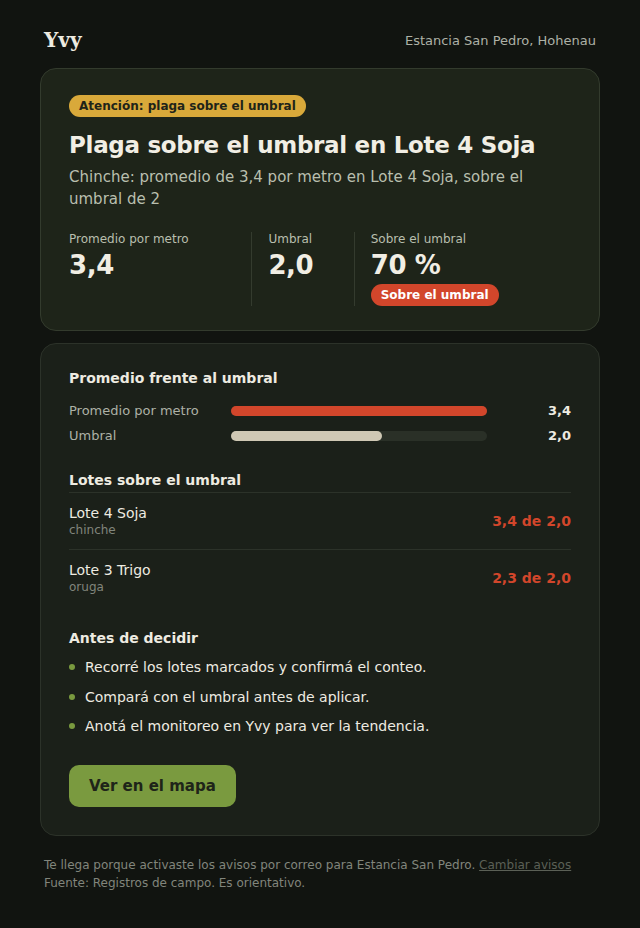 Yvy
Estancia San Pedro, Hohenau
Atención: plaga sobre el umbral
Plaga sobre el umbral en Lote 4 Soja
Chinche: promedio de 3,4 por metro en Lote 4 Soja, sobre el
umbral de 2
Promedio por metro
3,4
Umbral
2,0
Sobre el umbral
70 %
Sobre el umbral
Promedio frente al umbral
Promedio por metro 3,4
Umbral 2,0
Lotes sobre el umbral
Lote 4 Soja
chinche
3,4 de 2,0
Lote 3 Trigo
oruga
2,3 de 2,0
Antes de decidir
Recorré los lotes marcados y confirmá el conteo.
Compará con el umbral antes de aplicar.
Anotá el monitoreo en Yvy para ver la tendencia.
Ver en el mapa
Te llega porque activaste los avisos por correo para Estancia San Pedro. Cambiar avisos
Fuente: Registros de campo. Es orientativo.